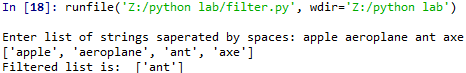 In [18]: runfile('Z:/python lab/filter.py', wdir='Z:/python lab')
Enter list of strings saperated by spaces: apple aeroplane ant axe
['apple', 'aeroplane', 'ant', 'axe']
Filtered list is:  ['ant']